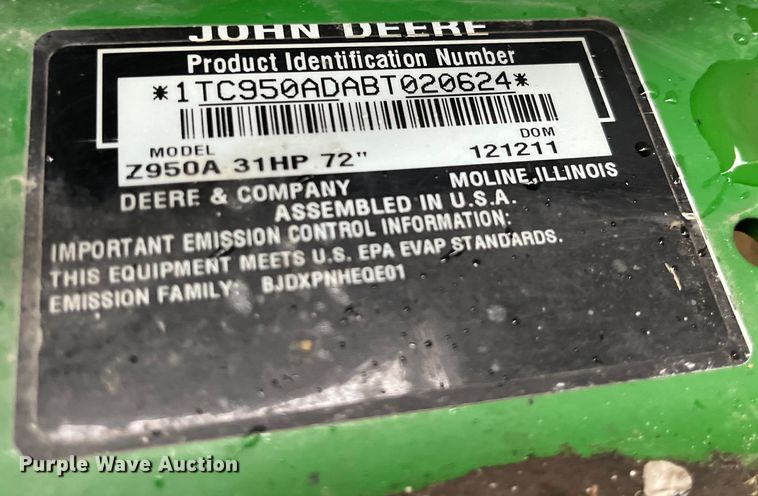 JOHN DEERE
Product Identification Number
*1TC950ADABT020624*
MODEL DOM
Z950A 31HP 72" 121211
DEERE & COMPANY MOLINE, ILLINOIS
ASSEMBLED IN U.S.A.
IMPORTANT EMISSION CONTROL INFORMATION:
THIS EQUIPMENT MEETS U.S. EPA EVAP STANDARDS.
EMISSION FAMILY: BJDXPNHEQE01
Purple Wave Auction